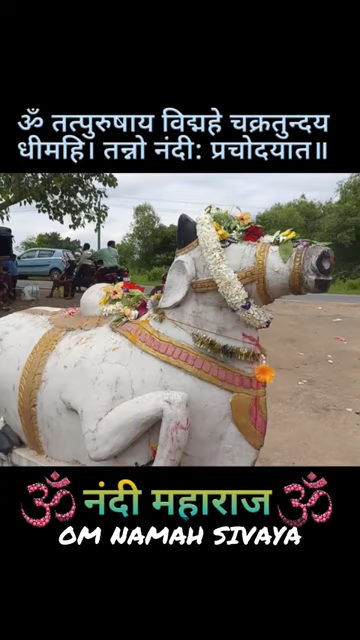 ॐ तत्पुरुषाय विद्महे चक्रतुन्दय
धीमहि। तन्नो नंदी: प्रचोदयात॥
ॐ नंदी महाराज ॐ
OM NAMAH SIVAYA